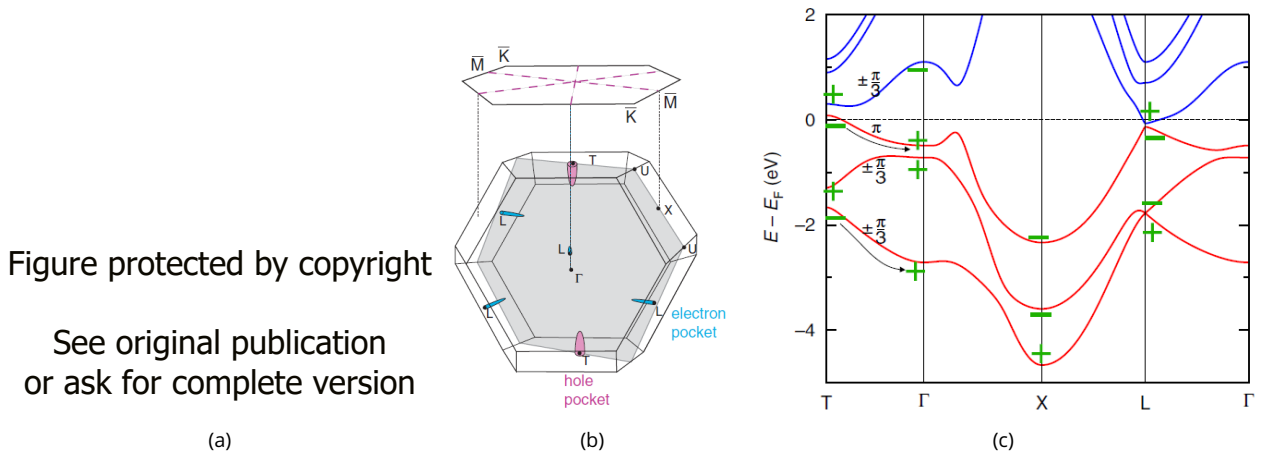 Figure protected by copyright
See original publication
or ask for complete version
(a)
M̅
K̅
M̅
K̅
T
U
X
L
L
U
Γ
L
L
electron
pocket
T
hole
pocket
(b)
2
0
−2
−4
E − E_F (eV)
±π/3
π
±π/3
±π/3
T
Γ
X
L
Γ
(c)